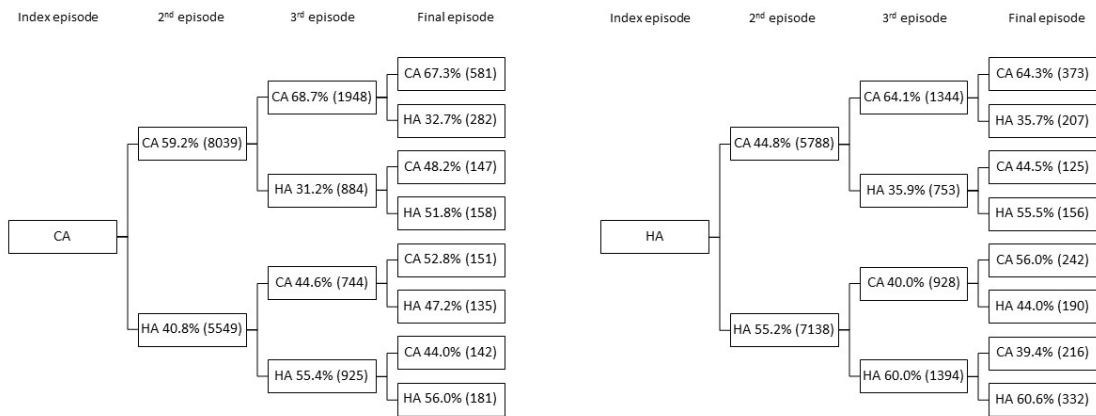 Index episode 2nd episode 3rd episode Final episode Index episode 2nd episode 3rd episode Final episode
CA 67.3% (581)
CA 68.7% (1948)
HA 32.7% (282)
CA 59.2% (8039)
CA 48.2% (147)
HA 31.2% (884)
HA 51.8% (158)
CA
CA 52.8% (151)
CA 44.6% (744)
HA 47.2% (135)
HA 40.8% (5549)
CA 44.0% (142)
HA 55.4% (925)
HA 56.0% (181)
CA 64.3% (373)
CA 64.1% (1344)
HA 35.7% (207)
CA 44.8% (5788)
CA 44.5% (125)
HA 35.9% (753)
HA 55.5% (156)
HA
CA 56.0% (242)
CA 40.0% (928)
HA 44.0% (190)
HA 55.2% (7138)
CA 39.4% (216)
HA 60.0% (1394)
HA 60.6% (332)